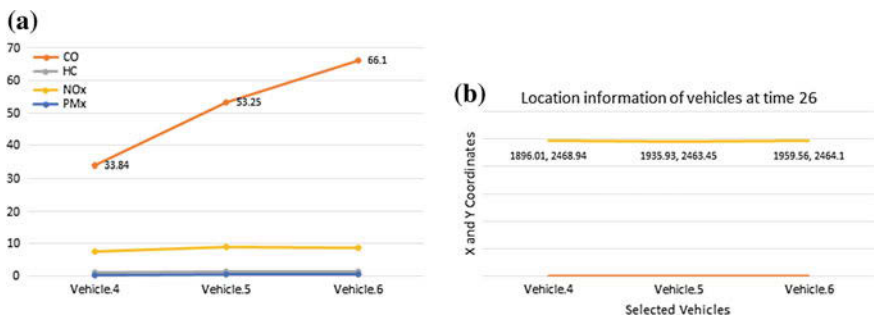 (a)
CO
HC
NOx
PMx
70
60
50
40
30
20
10
0
33.84
53.25
66.1
Vehicle.4
Vehicle.5
Vehicle.6
(b)
Location information of vehicles at time 26
X and Y Coordinates
1896.01, 2468.94
1935.93, 2463.45
1959.56, 2464.1
Vehicle.4
Vehicle.5
Vehicle.6
Selected Vehicles